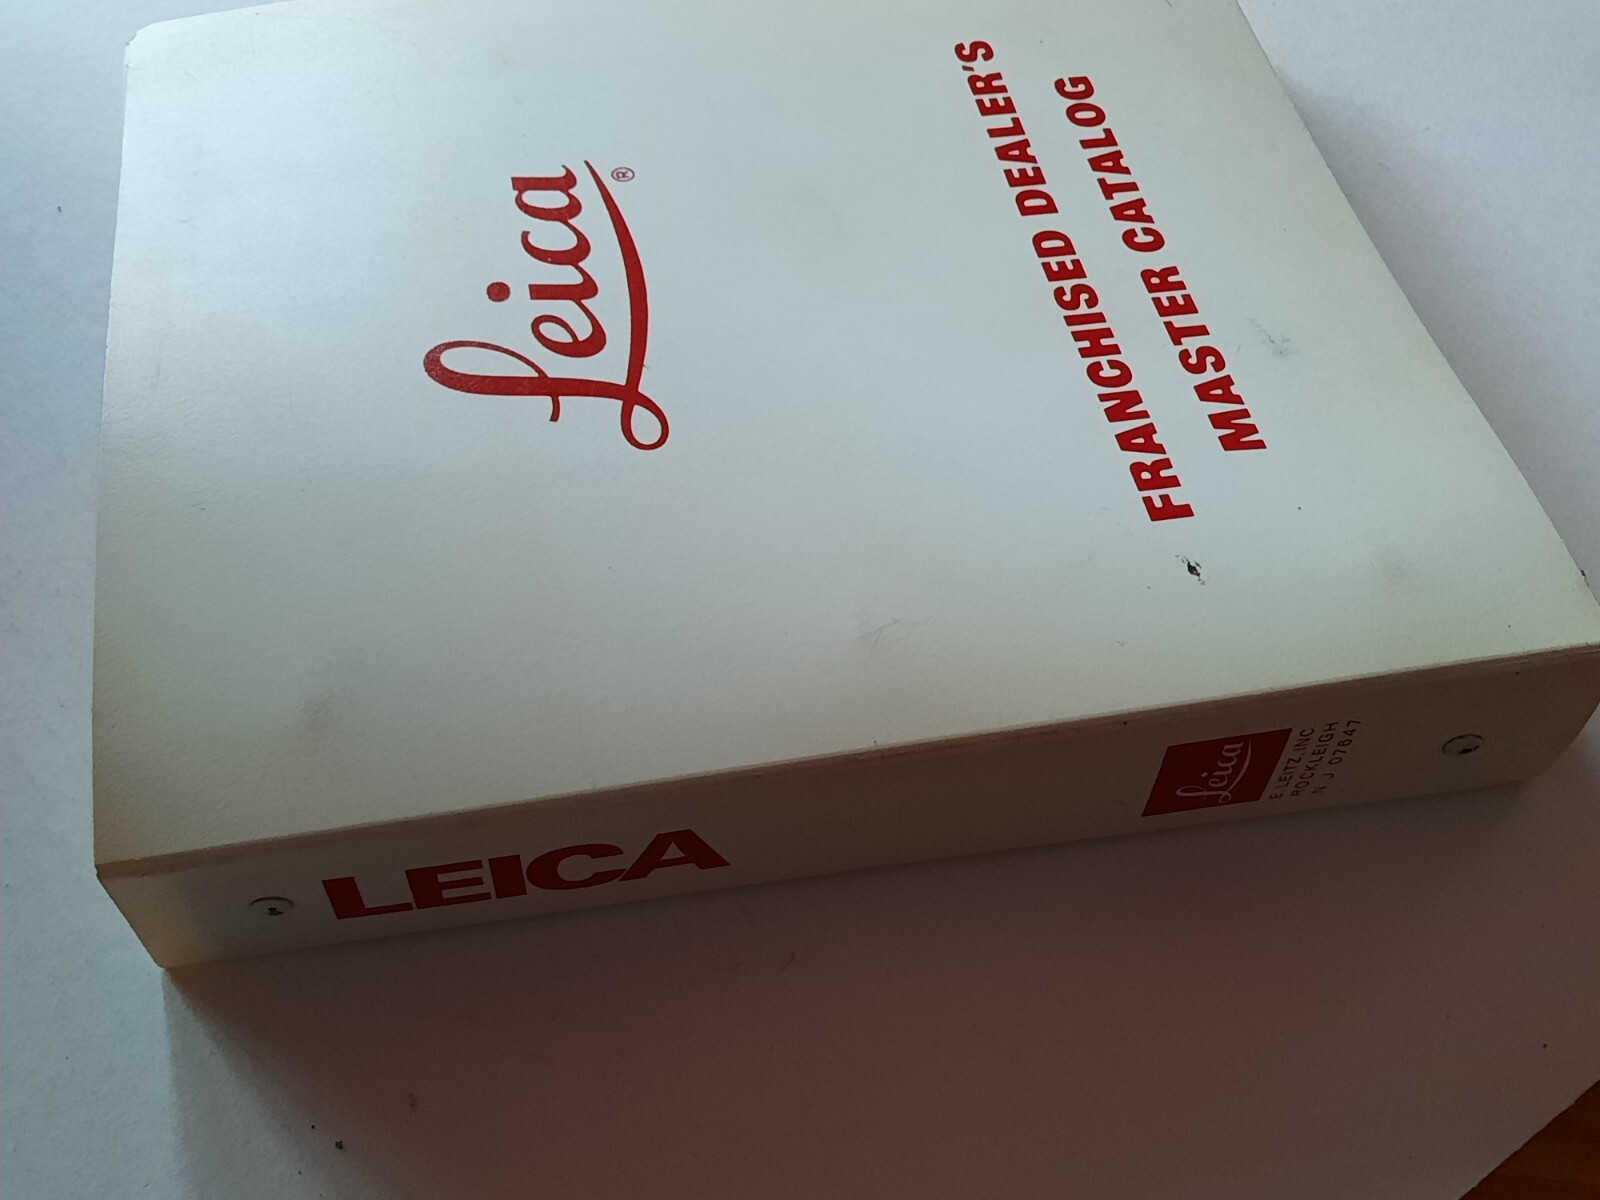 Leica®
FRANCHISED DEALER'S
MASTER CATALOG
LEICA
Leica
E. LEITZ, INC.
ROCKLEIGH
N J 07647